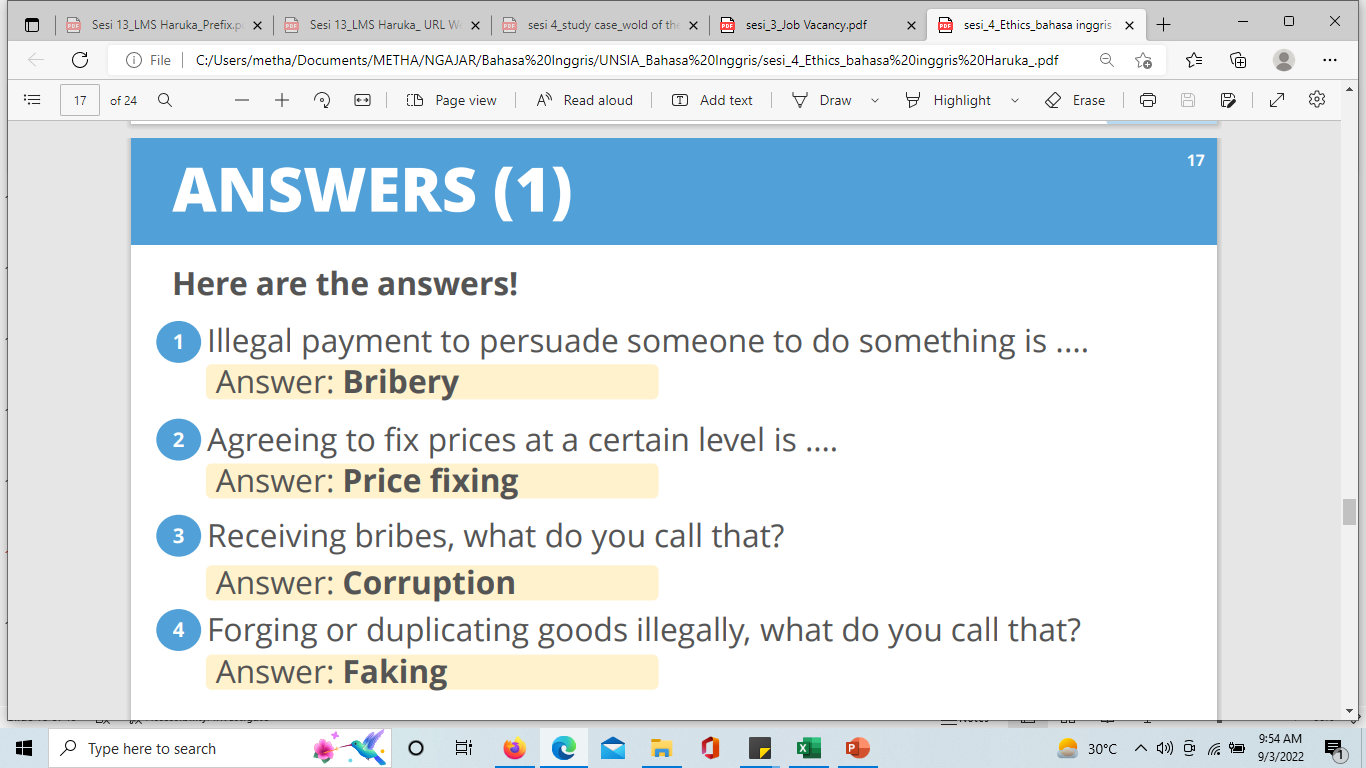 Sesi 13_LMS Haruka_Prefix.p
Sesi 13_LMS Haruka_ URL W
sesi 4_study case_wold of the
sesi_3_Job Vacancy.pdf
sesi_4_Ethics_bahasa inggris
File
C:/Users/metha/Documents/METHA/NGAJAR/Bahasa%20Inggris/UNSIA_Bahasa%20Inggris/sesi_4_Ethics_bahasa%20inggris%20Haruka_.pdf
17 of 24
Page view
Read aloud
Add text
Draw
Highlight
Erase
17
ANSWERS (1)
Here are the answers!
1 Illegal payment to persuade someone to do something is ....
Answer: Bribery
2 Agreeing to fix prices at a certain level is ....
Answer: Price fixing
3 Receiving bribes, what do you call that?
Answer: Corruption
4 Forging or duplicating goods illegally, what do you call that?
Answer: Faking
Type here to search
30°C
9:54 AM
9/3/2022
1